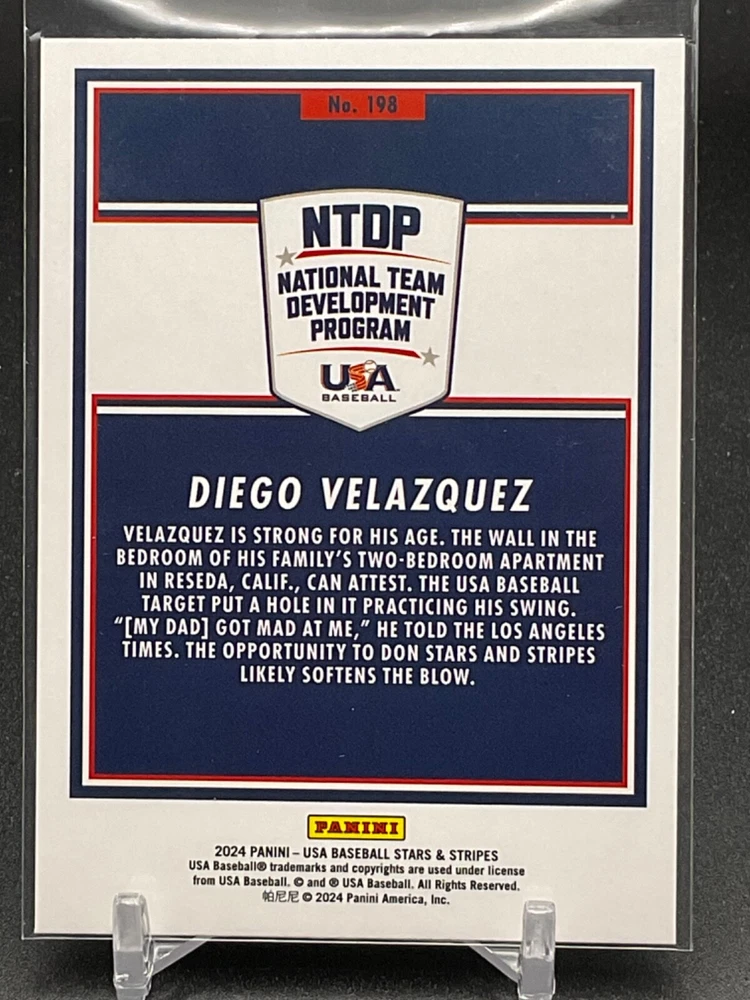 No. 198
NTDP
NATIONAL TEAM
DEVELOPMENT
PROGRAM
USA
BASEBALL
DIEGO VELAZQUEZ
VELAZQUEZ IS STRONG FOR HIS AGE. THE WALL IN THE
BEDROOM OF HIS FAMILY'S TWO-BEDROOM APARTMENT
IN RESEDA, CALIF., CAN ATTEST. THE USA BASEBALL
TARGET PUT A HOLE IN IT PRACTICING HIS SWING.
"[MY DAD] GOT MAD AT ME," HE TOLD THE LOS ANGELES
TIMES. THE OPPORTUNITY TO DON STARS AND STRIPES
LIKELY SOFTENS THE BLOW.
PANINI
2024 PANINI – USA BASEBALL STARS & STRIPES
USA Baseball® trademarks and copyrights are used under license
from USA Baseball. © and ® USA Baseball. All Rights Reserved.
帕尼尼 © 2024 Panini America, Inc.